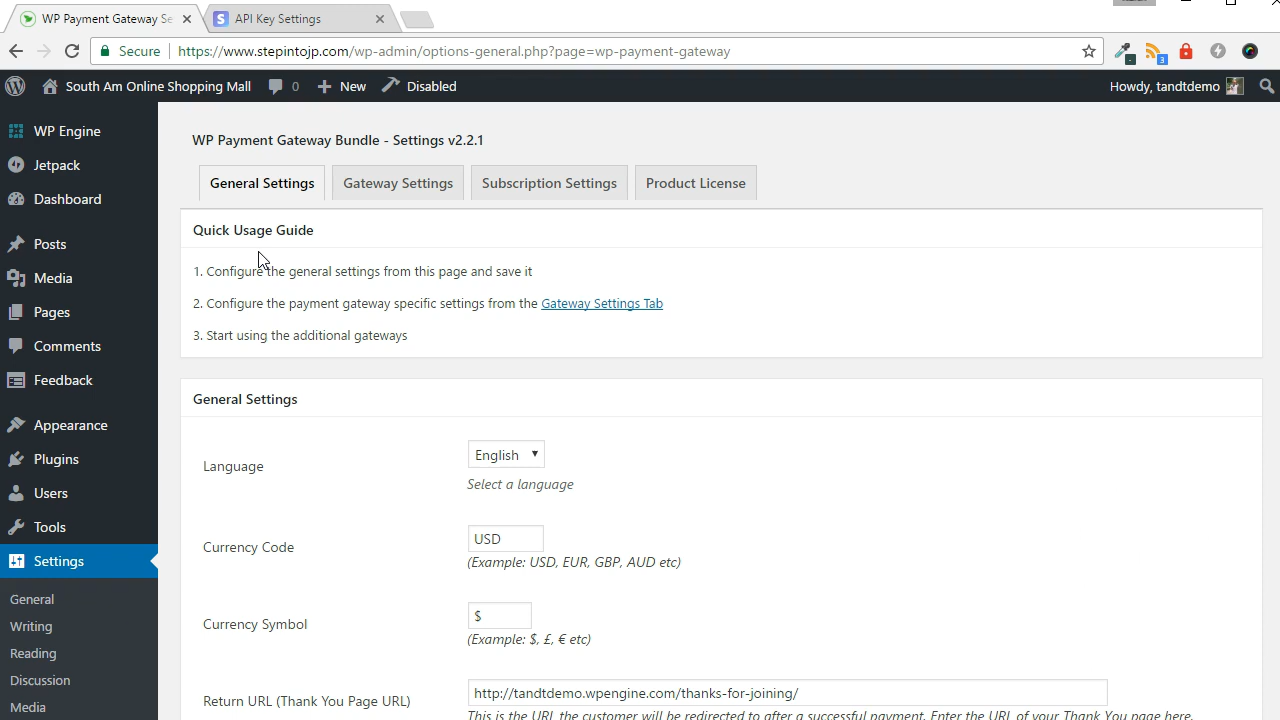 WP Payment Gateway Se
API Key Settings
Secure
https://www.stepintojp.com/wp-admin/options-general.php?page=wp-payment-gateway
3
South Am Online Shopping Mall
0
New
Disabled
Howdy, tandtdemo
WP Engine
Jetpack
Dashboard
Posts
Media
Pages
Comments
Feedback
Appearance
Plugins
Users
Tools
Settings
General
Writing
Reading
Discussion
Media
WP Payment Gateway Bundle - Settings v2.2.1
General Settings
Gateway Settings
Subscription Settings
Product License
Quick Usage Guide
1. Configure the general settings from this page and save it
2. Configure the payment gateway specific settings from the Gateway Settings Tab
3. Start using the additional gateways
General Settings
Language
English
Select a language
Currency Code
USD
(Example: USD, EUR, GBP, AUD etc)
Currency Symbol
$
(Example: $, £, € etc)
Return URL (Thank You Page URL)
http://tandtdemo.wpengine.com/thanks-for-joining/
This is the URL the customer will be redirected to after a successful payment. Enter the URL of your Thank You page here.